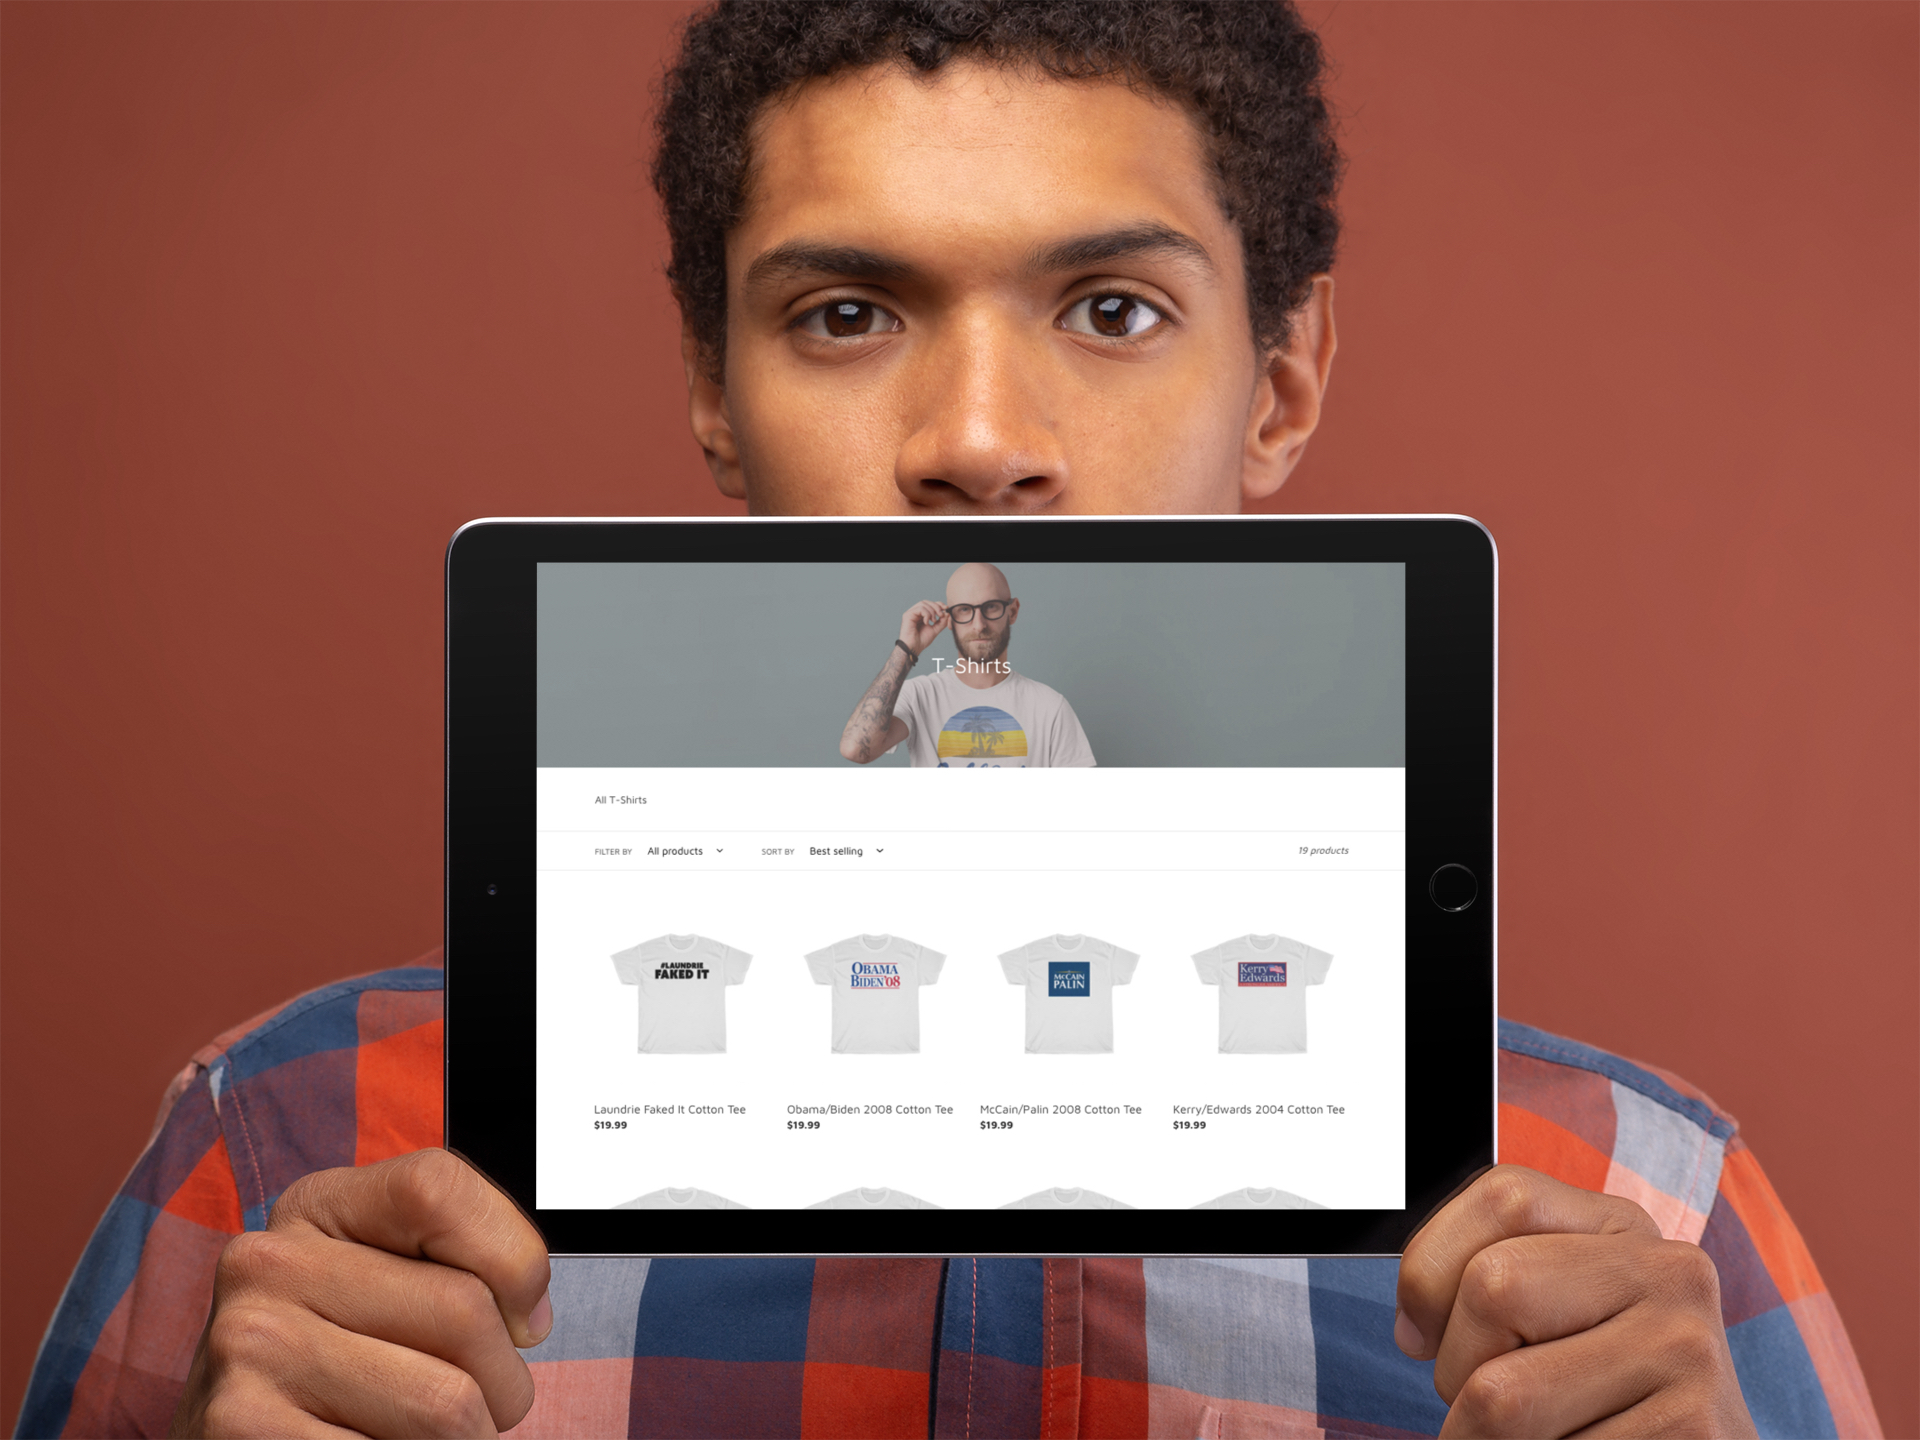 T-Shirts
All T-Shirts
FILTER BY All products SORT BY Best selling 19 products
#LAUNDRIE
FAKED IT
OBAMA
BIDEN'08
McCAIN
PALIN
Kerry
Edwards
Laundrie Faked It Cotton Tee
$19.99
Obama/Biden 2008 Cotton Tee
$19.99
McCain/Palin 2008 Cotton Tee
$19.99
Kerry/Edwards 2004 Cotton Tee
$19.99